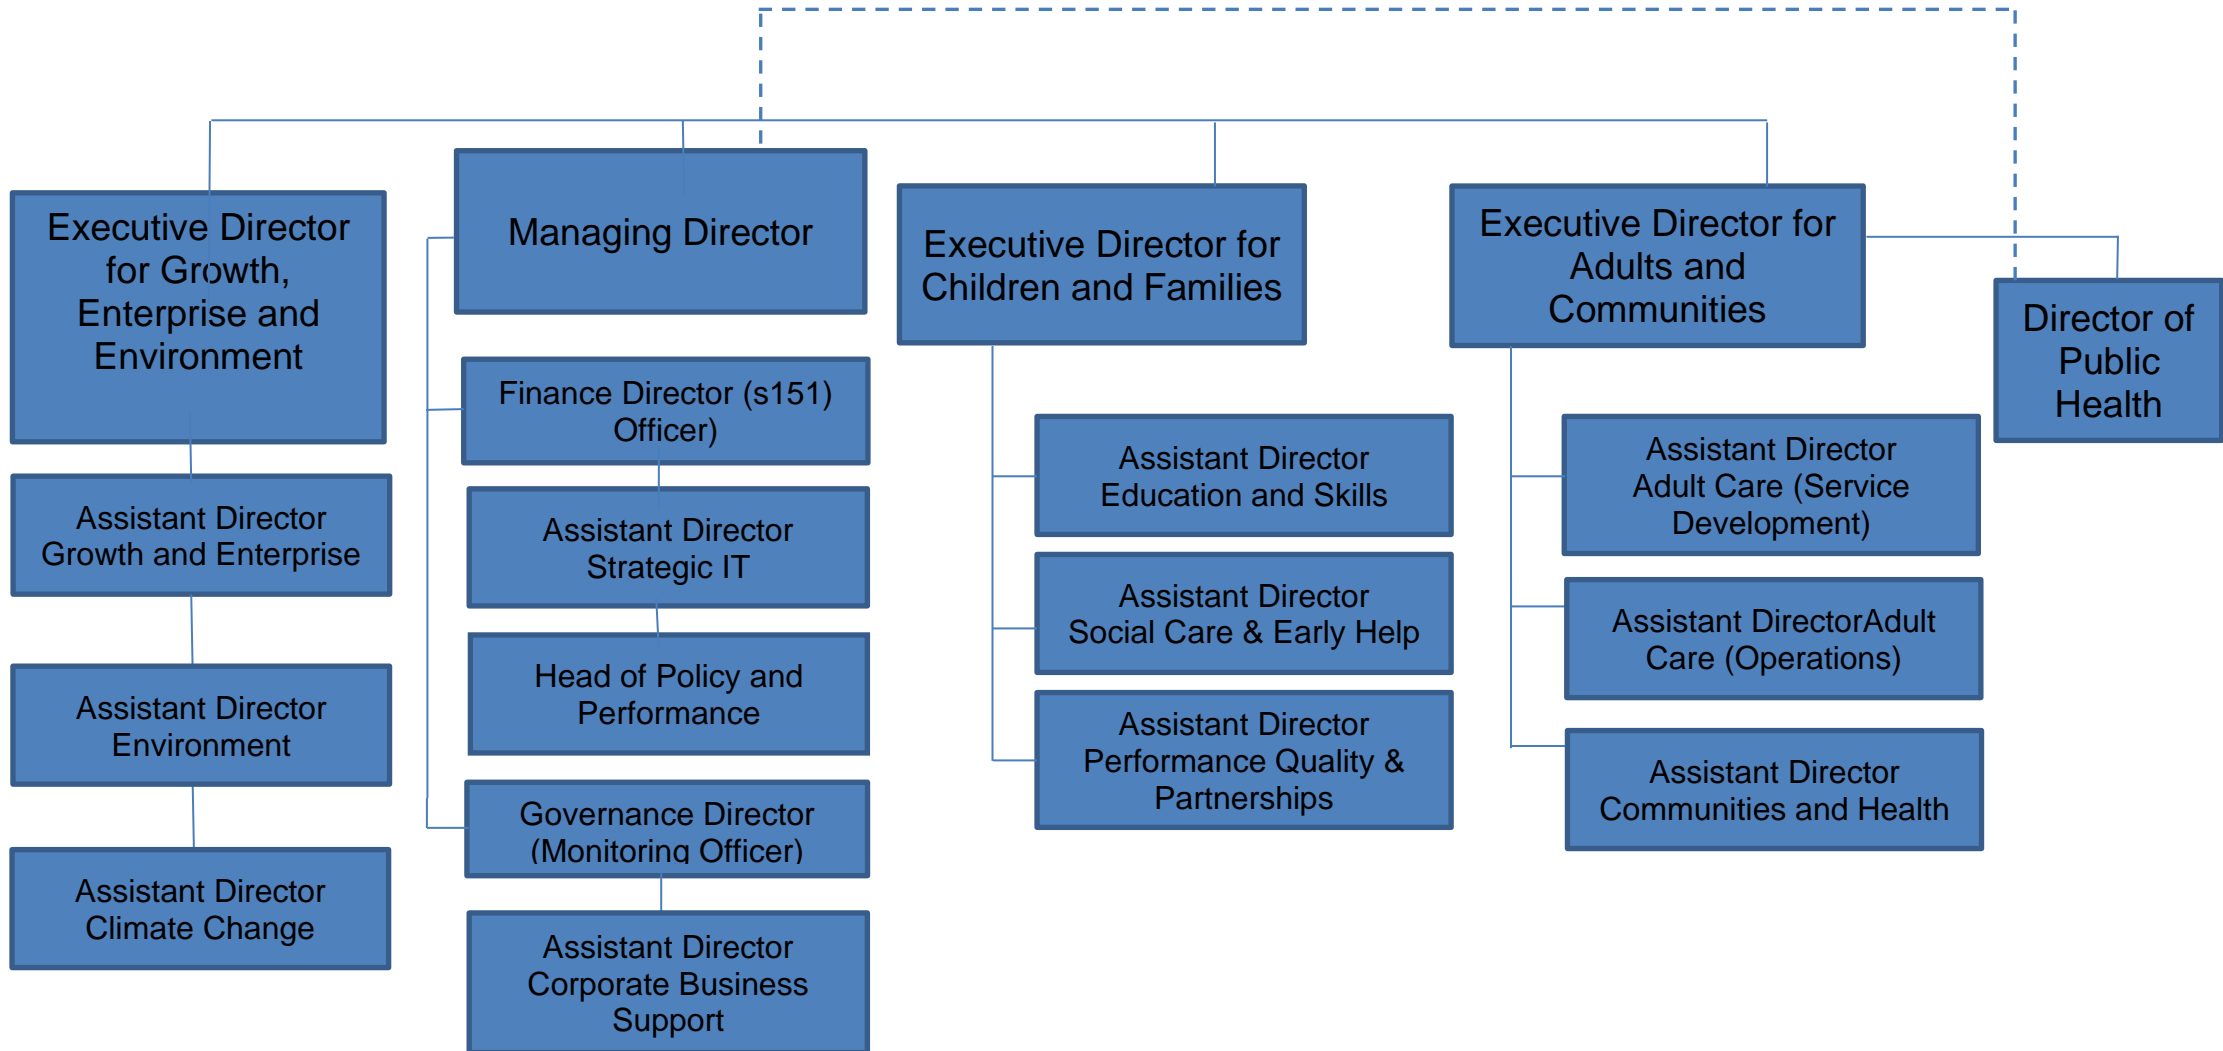 Executive Director
for Growth,
Enterprise and
Environment
Assistant Director
Growth and Enterprise
Assistant Director
Environment
Assistant Director
Climate Change
Managing Director
Finance Director (s151)
Officer)
Assistant Director
Strategic IT
Head of Policy and
Performance
Governance Director
(Monitoring Officer)
Assistant Director
Corporate Business
Support
Executive Director for
Children and Families
Assistant Director
Education and Skills
Assistant Director
Social Care & Early Help
Assistant Director
Performance Quality &
Partnerships
Executive Director for
Adults and
Communities
Assistant Director
Adult Care (Service
Development)
Assistant DirectorAdult
Care (Operations)
Assistant Director
Communities and Health
Director of
Public
Health